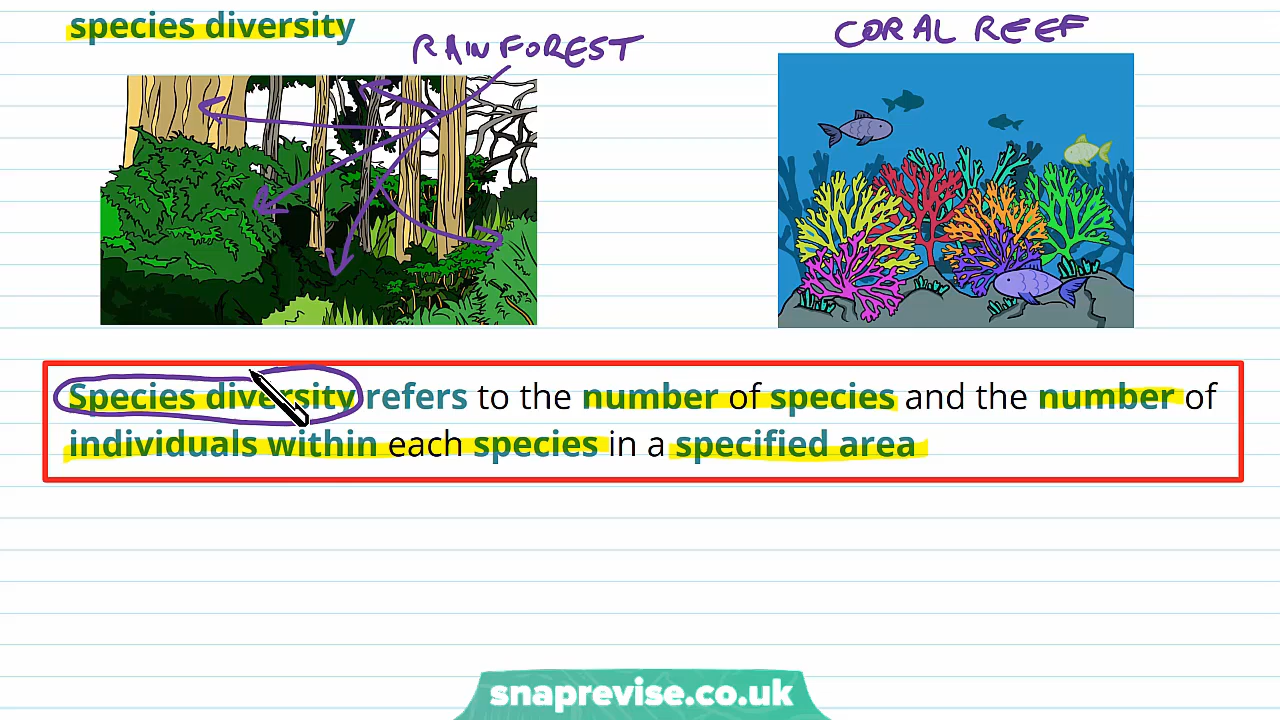 species diversity
RAINFOREST
CORAL REEF
Species diversity refers to the number of species and the number of
individuals within each species in a specified area
snaprevise.co.uk